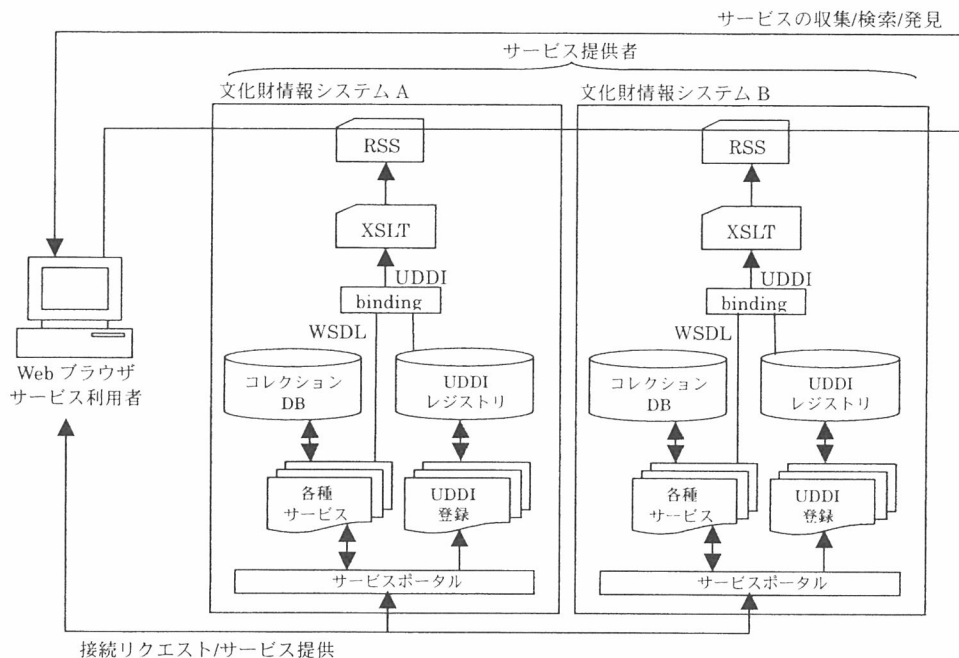 サービスの収集/検索/発見
サービス提供者
文化財情報システム A
文化財情報システム B
RSS
RSS
XSLT
XSLT
UDDI
UDDI
binding
binding
WSDL
WSDL
Web ブラウザ
サービス利用者
コレクション
DB
UDDI
レジストリ
コレクション
DB
UDDI
レジストリ
各種
サービス
UDDI
登録
各種
サービス
UDDI
登録
サービスポータル
サービスポータル
接続リクエスト/サービス提供